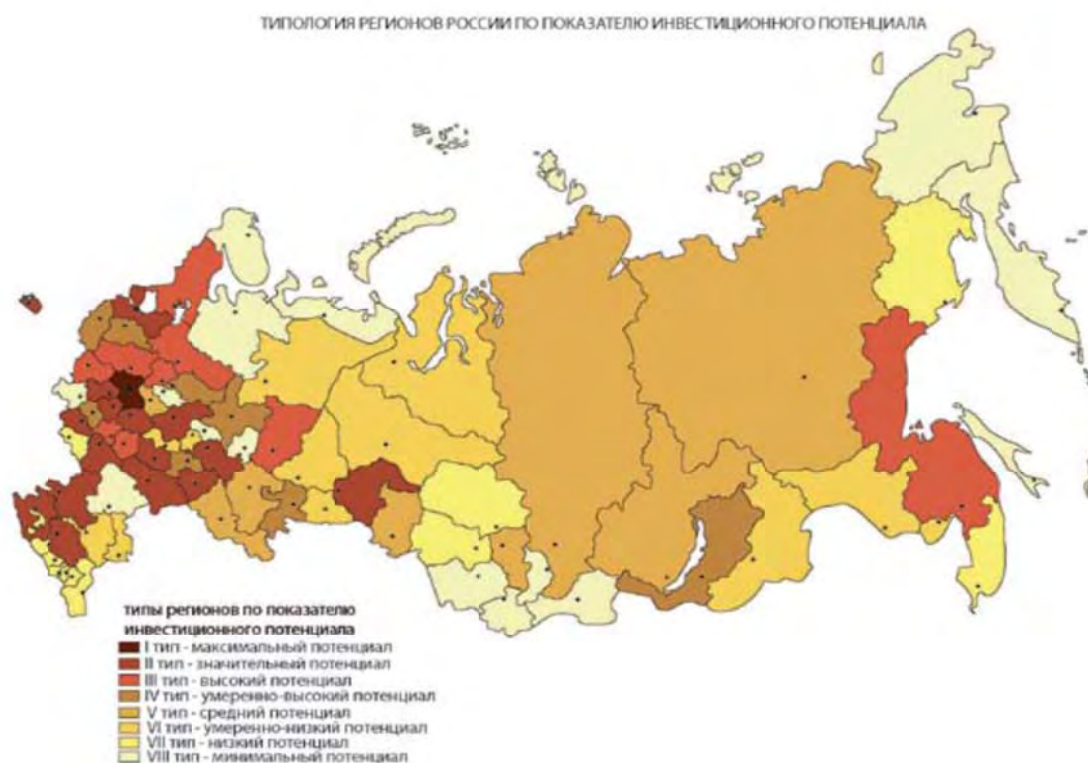 ТИПОЛОГИЯ РЕГИОНОВ РОССИИ ПО ПОКАЗАТЕЛЮ ИНВЕСТИЦИОННОГО ПОТЕНЦИАЛА
типы регионов по показателю
инвестиционного потенциала
I тип - максимальный потенциал
II тип - значительный потенциал
III тип - высокий потенциал
IV тип - умеренно-высокий потенциал
V тип - средний потенциал
VI тип - умеренно-низкий потенциал
VII тип - низкий потенциал
VIII тип - минимальный потенциал